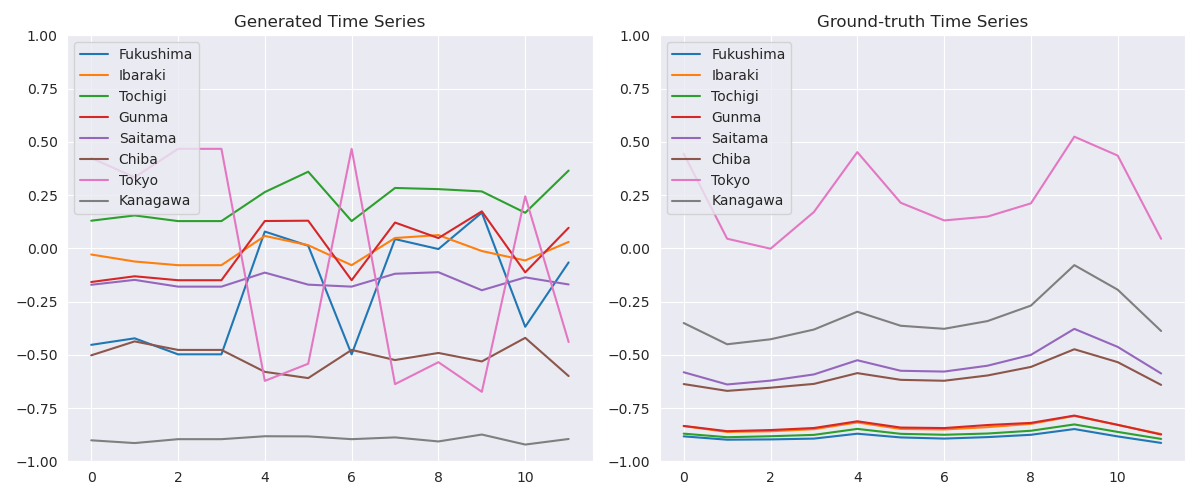 Generated Time Series
1.00
0.75
0.50
0.25
0.00
−0.25
−0.50
−0.75
−1.00
0
2
4
6
8
10
Fukushima
Ibaraki
Tochigi
Gunma
Saitama
Chiba
Tokyo
Kanagawa
Ground-truth Time Series
1.00
0.75
0.50
0.25
0.00
−0.25
−0.50
−0.75
−1.00
0
2
4
6
8
10
Fukushima
Ibaraki
Tochigi
Gunma
Saitama
Chiba
Tokyo
Kanagawa